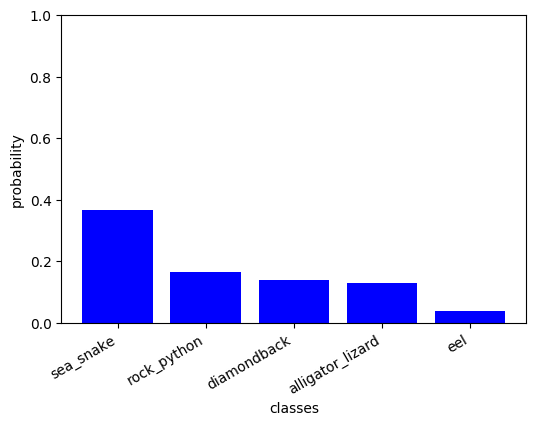 1.0
0.8
0.6
0.4
0.2
0.0
probability
sea_snake
rock_python
diamondback
alligator_lizard
eel
classes